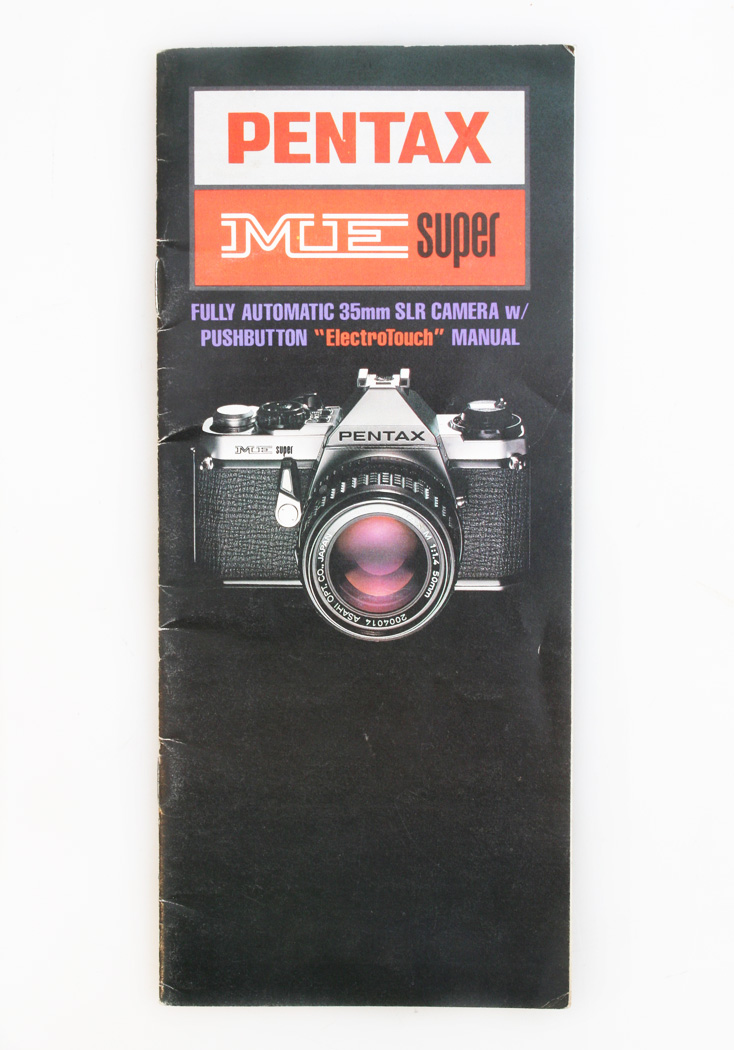 PENTAX
ME super
FULLY AUTOMATIC 35mm SLR CAMERA w/
PUSHBUTTON "ElectroTouch" MANUAL
PENTAX
ME super
M 1:1.4 50mm
2004014 ASAHI OPT. CO., JAPAN